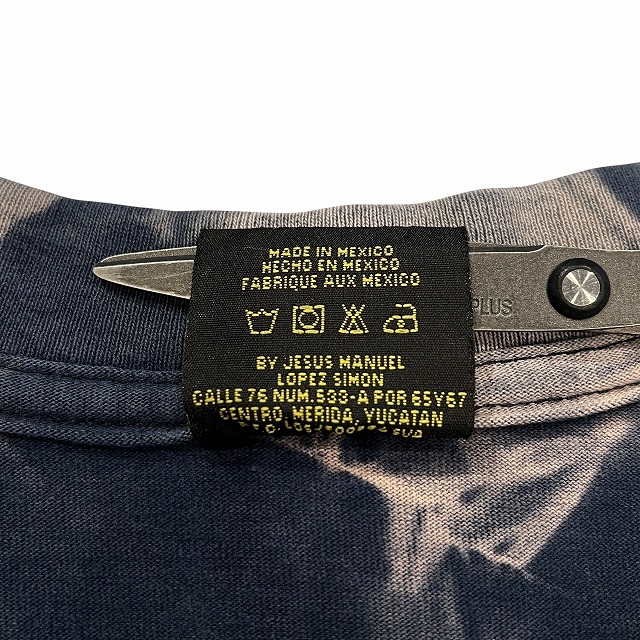 MADE IN MEXICO
HECHO EN MEXICO
FABRIQUE AUX MEXICO
BY JESUS MANUEL
LOPEZ SIMON
CALLE 76 NUM.533-A POR 65Y67
CENTRO, MERIDA, YUCATAN
SUD
PLUS